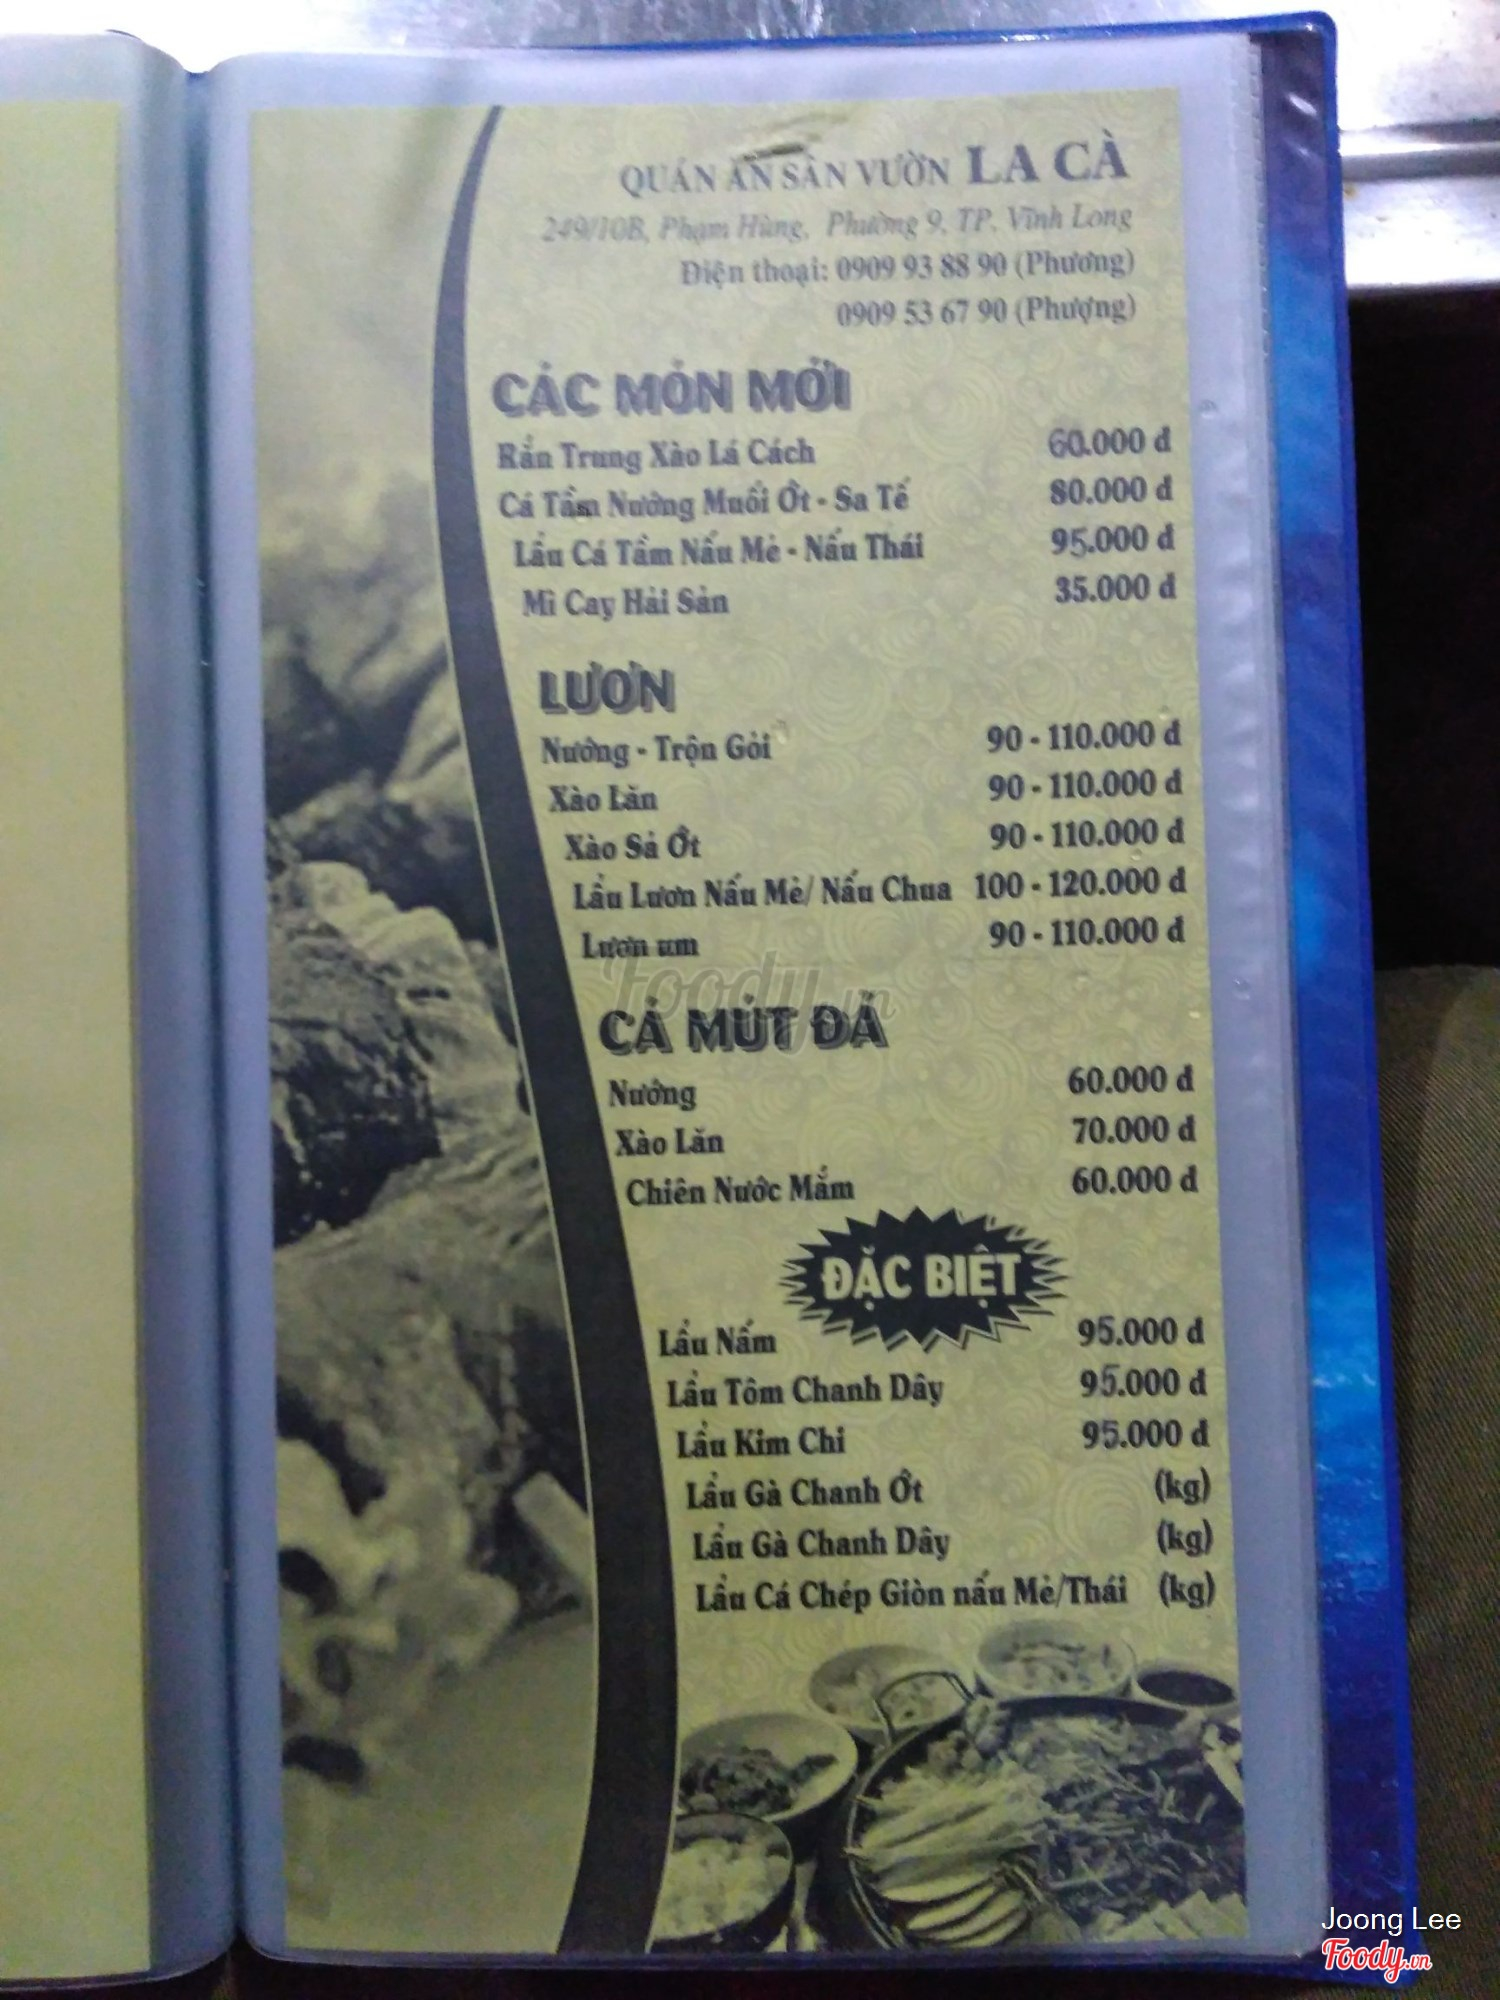 QUÁN ĂN SÂN VƯỜN LA CÀ
249/10B, Phạm Hùng, Phường 9, TP. Vĩnh Long
Điện thoại: 0909 93 88 90 (Phương)
0909 53 67 90 (Phượng)
CÁC MÓN MỚI
Rắn Trung Xào Lá Cách 60.000 đ
Cá Tầm Nướng Muối Ớt - Sa Tế 80.000 đ
Lẩu Cá Tầm Nấu Mẻ - Nấu Thái 95.000 đ
Mì Cay Hải Sản 35.000 đ
LƯƠN
Nướng - Trộn Gỏi 90 - 110.000 đ
Xào Lăn 90 - 110.000 đ
Xào Sả Ớt 90 - 110.000 đ
Lẩu Lươn Nấu Mẻ/ Nấu Chua 100 - 120.000 đ
Lươn um 90 - 110.000 đ
Foody.vn
CÁ MÚT ĐÁ
Nướng 60.000 đ
Xào Lăn 70.000 đ
Chiên Nước Mắm 60.000 đ
ĐẶC BIỆT
Lẩu Nấm 95.000 đ
Lẩu Tôm Chanh Dây 95.000 đ
Lẩu Kim Chi 95.000 đ
Lẩu Gà Chanh Ớt (kg)
Lẩu Gà Chanh Dây (kg)
Lẩu Cá Chép Giòn nấu Mẻ/Thái (kg)
Joong Lee
Foody.vn